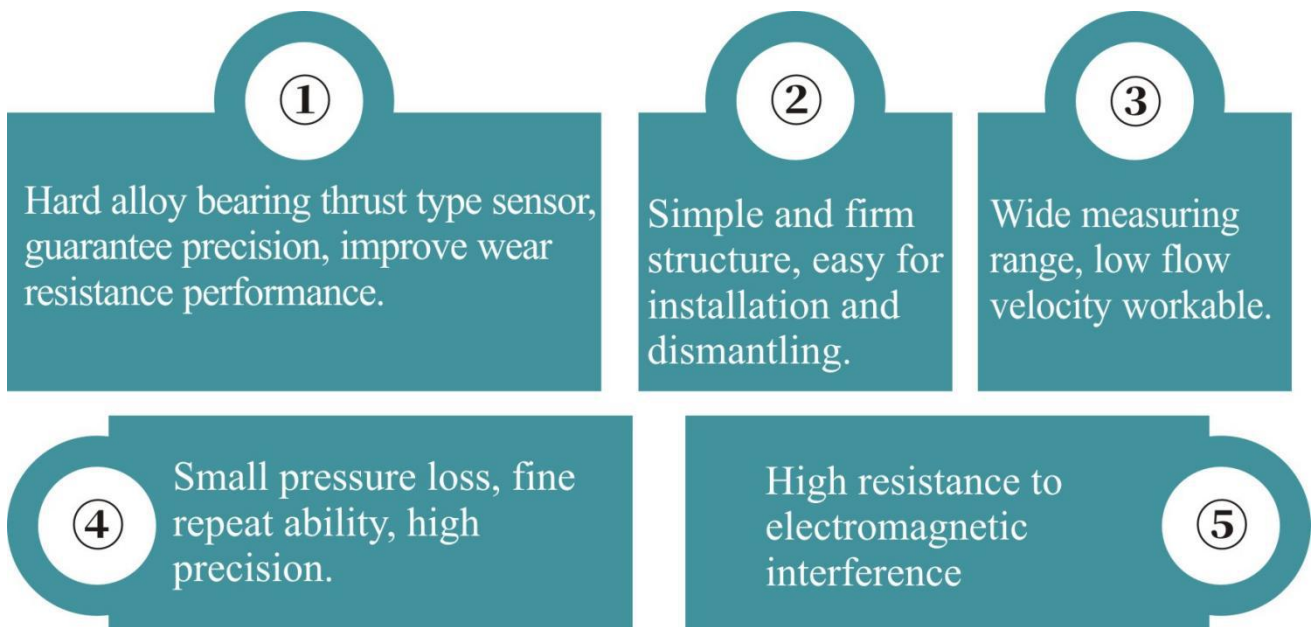 ①
Hard alloy bearing thrust type sensor,
guarantee precision, improve wear
resistance performance.
②
Simple and firm
structure, easy for
installation and
dismantling.
③
Wide measuring
range, low flow
velocity workable.
④
Small pressure loss, fine
repeat ability, high
precision.
⑤
High resistance to
electromagnetic
interference